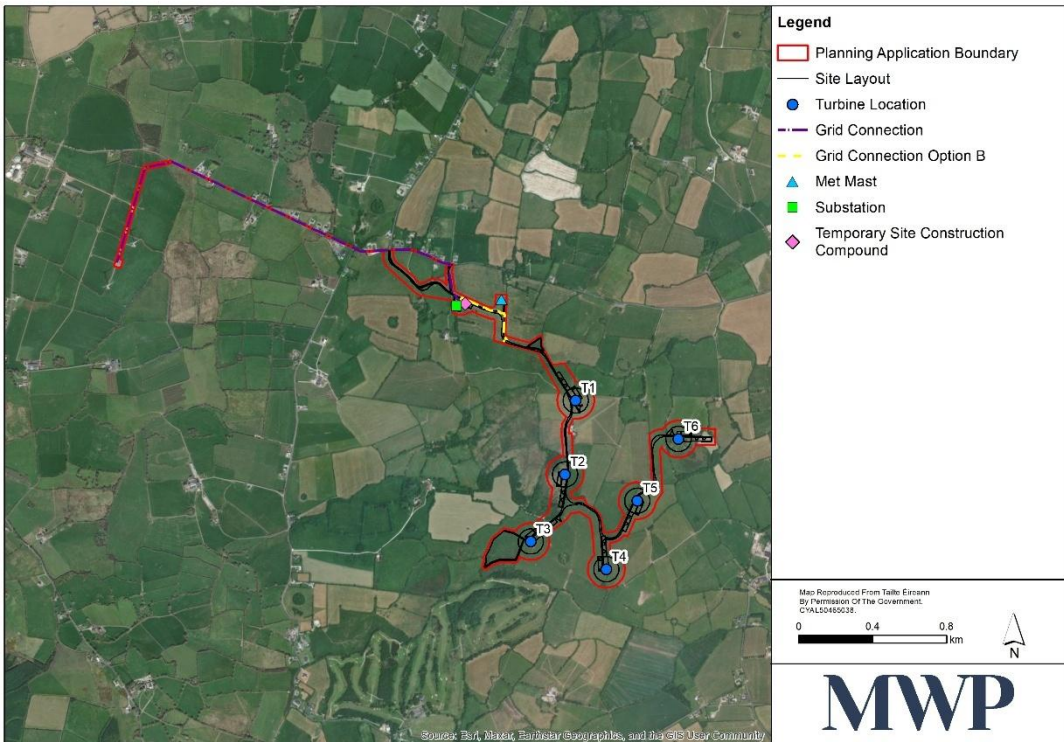 Legend
Planning Application Boundary
Site Layout
Turbine Location
Grid Connection
Grid Connection Option B
Met Mast
Substation
Temporary Site Construction
Compound
T1
T6
T2
T5
T3
T4
Map Reproduced From Tailte Éireann
By Permission Of The Government.
CYAL50465038.
0 0.4 0.8
km
N
MWP
Source: Esri, Maxar, Earthstar Geographics, and the GIS User Community